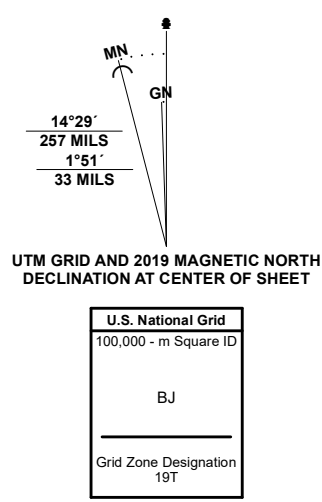 MN
GN
14°29´
257 MILS
1°51´
33 MILS
UTM GRID AND 2019 MAGNETIC NORTH
DECLINATION AT CENTER OF SHEET
U.S. National Grid
100,000 - m Square ID
BJ
Grid Zone Designation
19T